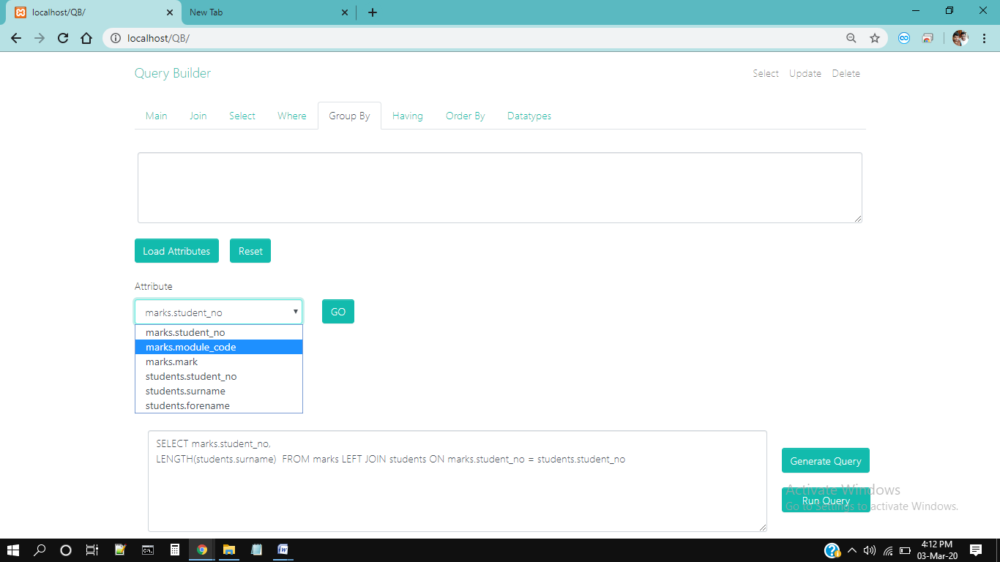 localhost/QB/
New Tab
localhost/QB/
Query Builder
Select Update Delete
Main Join Select Where Group By Having Order By Datatypes
Load Attributes Reset
Attribute
marks.student_no
GO
marks.student_no
marks.module_code
marks.mark
students.student_no
students.surname
students.forename
SELECT marks.student_no,
LENGTH(students.surname)  FROM marks LEFT JOIN students ON marks.student_no = students.student_no
Generate Query
Activate Windows
Run Query
Go to Settings to activate Windows.
4:12 PM
03-Mar-20